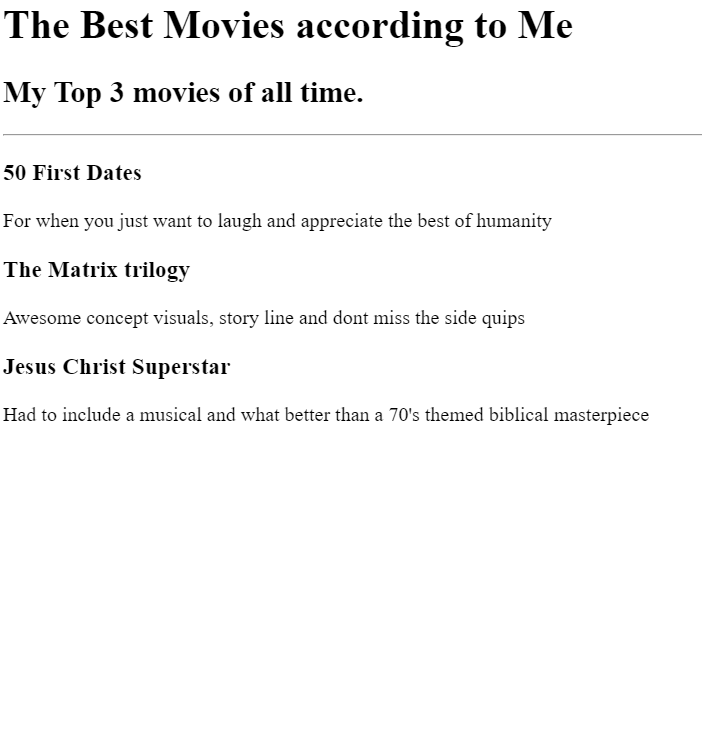 The Best Movies according to Me
My Top 3 movies of all time.
50 First Dates
For when you just want to laugh and appreciate the best of humanity
The Matrix trilogy
Awesome concept visuals, story line and dont miss the side quips
Jesus Christ Superstar
Had to include a musical and what better than a 70's themed biblical masterpiece